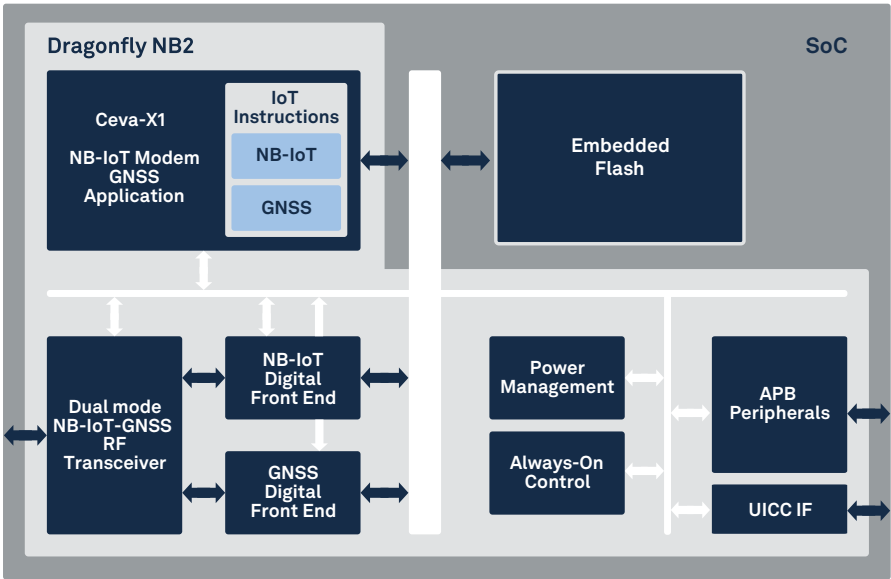 Dragonfly NB2
SoC
Ceva-X1
NB-IoT Modem
GNSS
Application
IoT
Instructions
NB-IoT
GNSS
Embedded
Flash
Dual mode
NB-IoT-GNSS
RF
Transceiver
NB-IoT
Digital
Front End
GNSS
Digital
Front End
Power
Management
Always-On
Control
APB
Peripherals
UICC IF